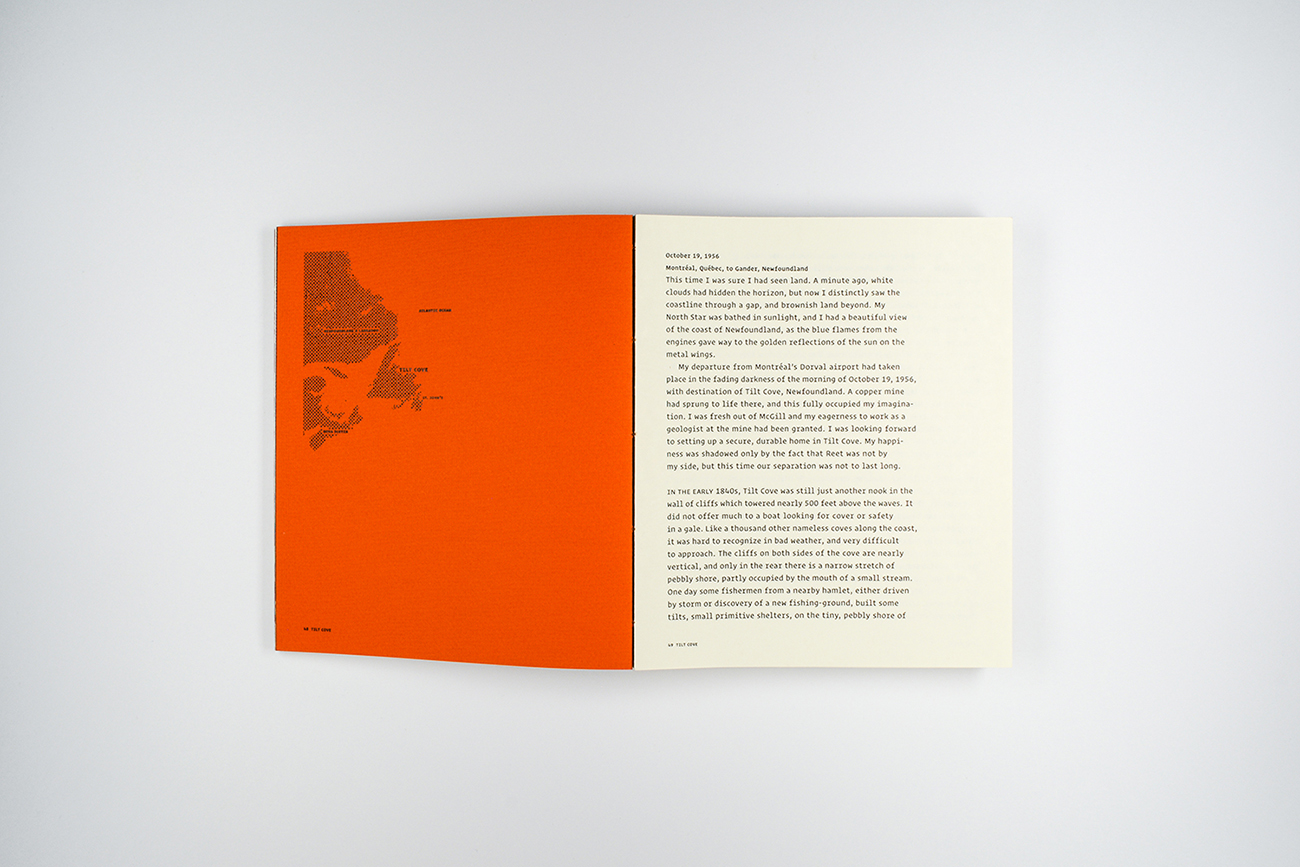 ATLANTIC OCEAN
TILT COVE
ST. JOHN'S
NOVA SCOTIA
48 TILT COVE
October 19, 1956
Montréal, Québec, to Gander, Newfoundland
This time I was sure I had seen land. A minute ago, white
clouds had hidden the horizon, but now I distinctly saw the
coastline through a gap, and brownish land beyond. My
North Star was bathed in sunlight, and I had a beautiful view
of the coast of Newfoundland, as the blue flames from the
engines gave way to the golden reflections of the sun on the
metal wings.
My departure from Montréal's Dorval airport had taken
place in the fading darkness of the morning of October 19, 1956,
with destination of Tilt Cove, Newfoundland. A copper mine
had sprung to life there, and this fully occupied my imagina-
tion. I was fresh out of McGill and my eagerness to work as a
geologist at the mine had been granted. I was looking forward
to setting up a secure, durable home in Tilt Cove. My happi-
ness was shadowed only by the fact that Reet was not by
my side, but this time our separation was not to last long.
IN THE EARLY 1840s, Tilt Cove was still just another nook in the
wall of cliffs which towered nearly 500 feet above the waves. It
did not offer much to a boat looking for cover or safety
in a gale. Like a thousand other nameless coves along the coast,
it was hard to recognize in bad weather, and very difficult
to approach. The cliffs on both sides of the cove are nearly
vertical, and only in the rear there is a narrow stretch of
pebbly shore, partly occupied by the mouth of a small stream.
One day some fishermen from a nearby hamlet, either driven
by storm or discovery of a new fishing-ground, built some
tilts, small primitive shelters, on the tiny, pebbly shore of
49 TILT COVE